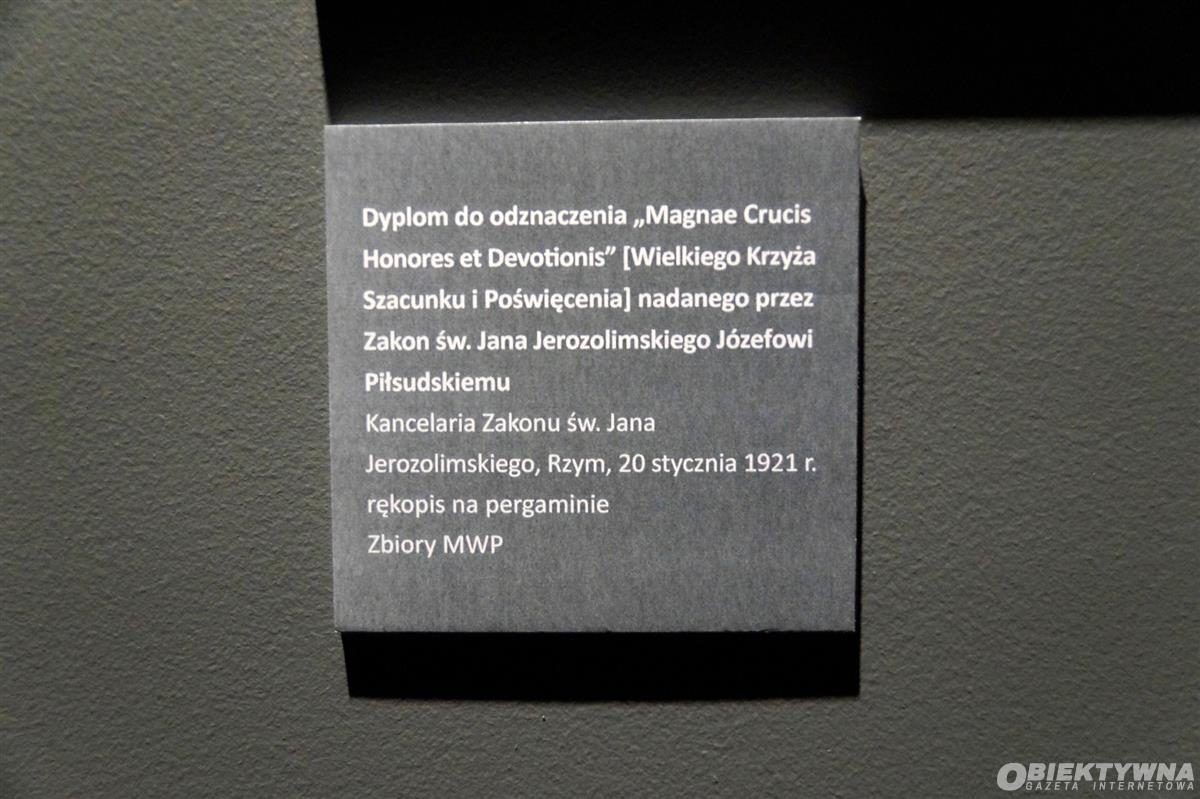 Dyplom do odznaczenia „Magnae Crucis
Honores et Devotionis” [Wielkiego Krzyża
Szacunku i Poświęcenia] nadanego przez
Zakon św. Jana Jerozolimskiego Józefowi
Piłsudskiemu
Kancelaria Zakonu św. Jana
Jerozolimskiego, Rzym, 20 stycznia 1921 r.
rękopis na pergaminie
Zbiory MWP
OBIEKTYWNA
GAZETA INTERNETOWA